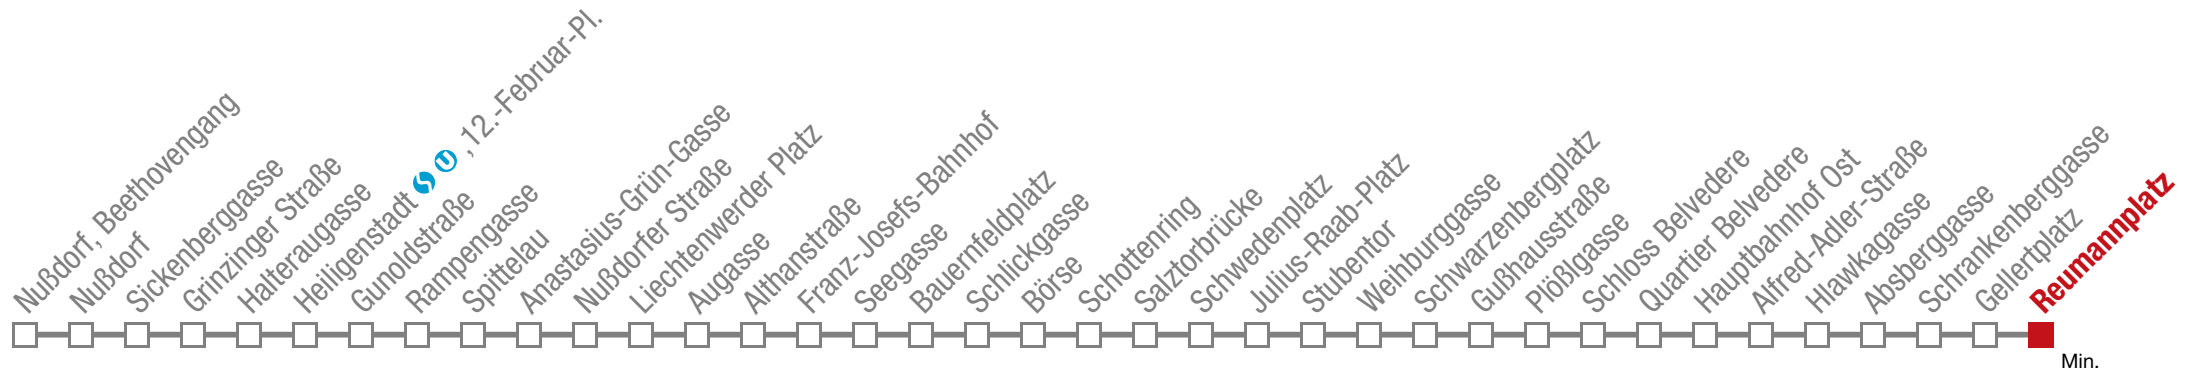 Nußdorf, Beethovengang
Nußdorf
Sickenberggasse
Grinzinger Straße
Halteraugasse
Heiligenstadt S U ,12.-Februar-Pl.
Gunoldstraße
Rampengasse
Spittelau
Anastasius-Grün-Gasse
Nußdorfer Straße
Liechtenwerder Platz
Augasse
Althanstraße
Franz-Josefs-Bahnhof
Seegasse
Bauernfeldplatz
Schlickgasse
Börse
Schottenring
Salztorbrücke
Schwedenplatz
Julius-Raab-Platz
Stubentor
Weihburggasse
Schwarzenbergplatz
Gußhausstraße
Plößlgasse
Schloss Belvedere
Quartier Belvedere
Hauptbahnhof Ost
Alfred-Adler-Straße
Hlawkagasse
Absberggasse
Schrankenberggasse
Gellertplatz
Reumannplatz
Min.